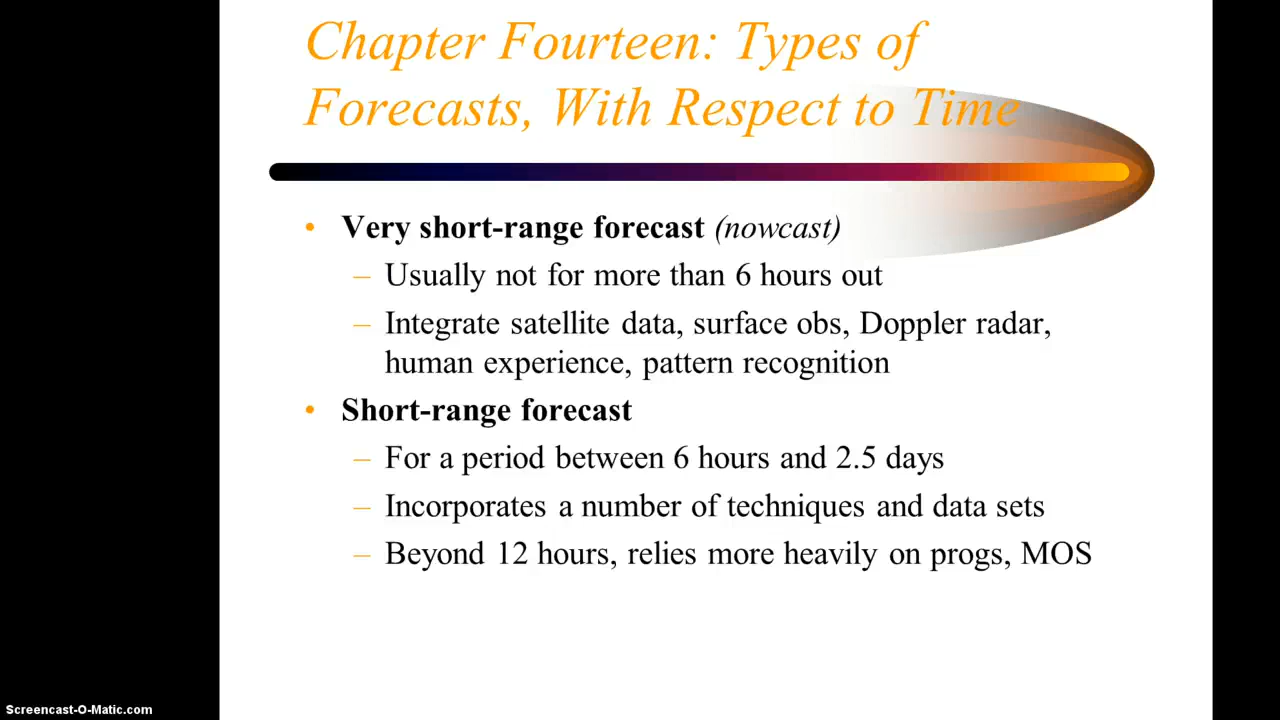 Chapter Fourteen: Types of
Forecasts, With Respect to Time
• Very short-range forecast (nowcast)
– Usually not for more than 6 hours out
– Integrate satellite data, surface obs, Doppler radar,
human experience, pattern recognition
• Short-range forecast
– For a period between 6 hours and 2.5 days
– Incorporates a number of techniques and data sets
– Beyond 12 hours, relies more heavily on progs, MOS
Screencast-O-Matic.com